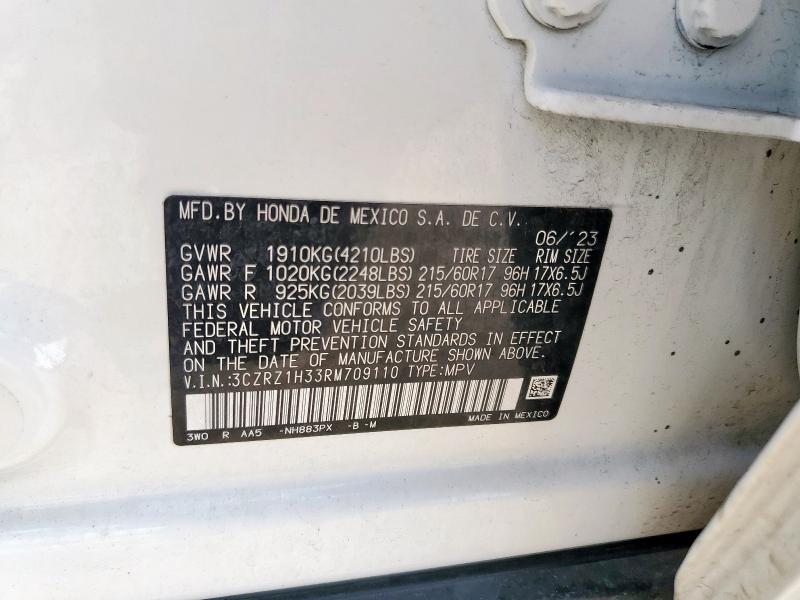 MFD.BY HONDA DE MEXICO S.A. DE C.V.
06/´23
GVWR 1910KG(4210LBS) TIRE SIZE RIM SIZE
GAWR F 1020KG(2248LBS) 215/60R17 96H 17X6.5J
GAWR R 925KG(2039LBS) 215/60R17 96H 17X6.5J
THIS VEHICLE CONFORMS TO ALL APPLICABLE
FEDERAL MOTOR VEHICLE SAFETY
AND THEFT PREVENTION STANDARDS IN EFFECT
ON THE DATE OF MANUFACTURE SHOWN ABOVE.
V.I.N.:3CZRZ1H33RM709110 TYPE:MPV
3W0 R AA5 -NH883PX -B -M MADE IN MEXICO